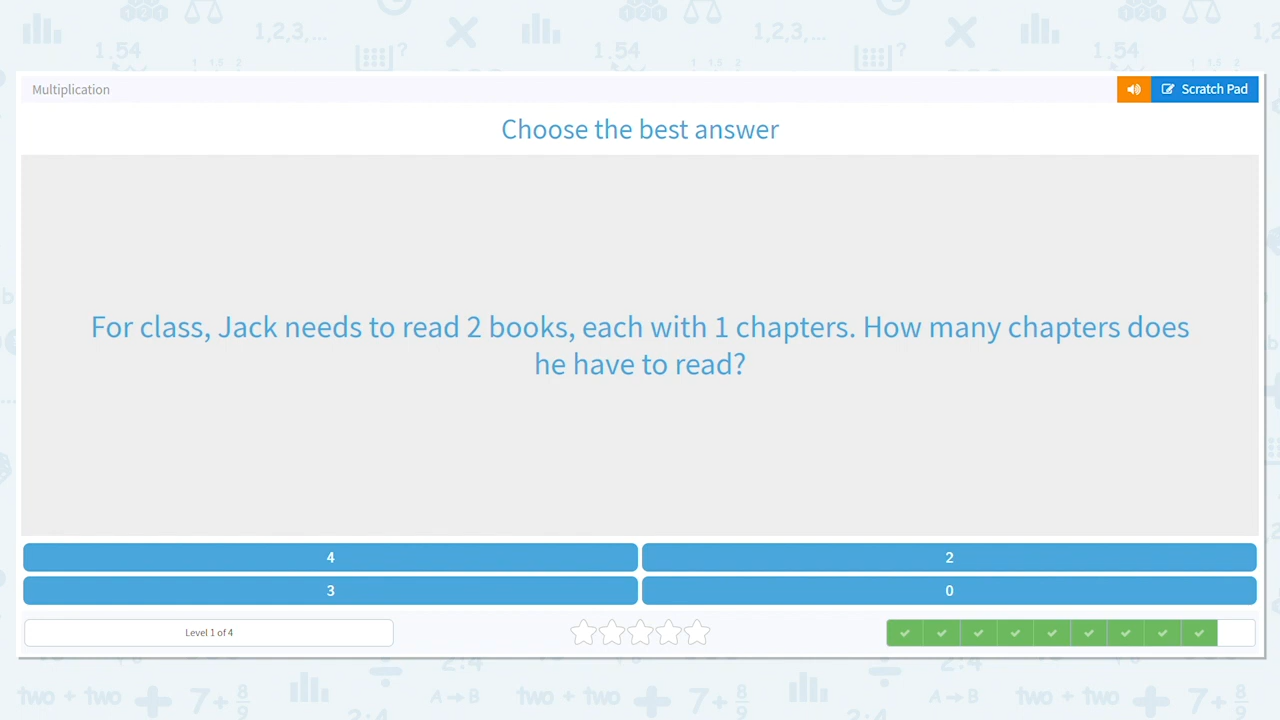 Multiplication
Scratch Pad
Choose the best answer
For class, Jack needs to read 2 books, each with 1 chapters. How many chapters does
he have to read?
4
2
3
0
Level 1 of 4